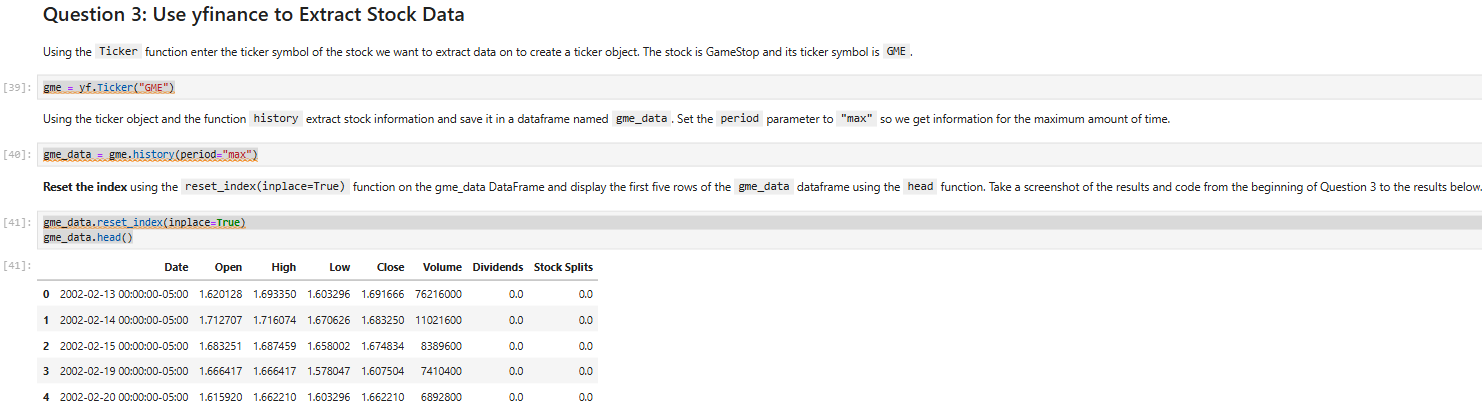 Question 3: Use yfinance to Extract Stock Data
Using the Ticker function enter the ticker symbol of the stock we want to extract data on to create a ticker object. The stock is GameStop and its ticker symbol is GME .
[39]: gme = yf.Ticker("GME")
Using the ticker object and the function history extract stock information and save it in a dataframe named gme_data . Set the period parameter to "max" so we get information for the maximum amount of time.
[40]: gme_data = gme.history(period="max")
Reset the index using the reset_index(inplace=True) function on the gme_data DataFrame and display the first five rows of the gme_data dataframe using the head function. Take a screenshot of the results and code from the beginning of Question 3 to the results below.
[41]: gme_data.reset_index(inplace=True)
gme_data.head()
[41]: Date Open High Low Close Volume Dividends Stock Splits
0 2002-02-13 00:00:00-05:00 1.620128 1.693350 1.603296 1.691666 76216000 0.0 0.0
1 2002-02-14 00:00:00-05:00 1.712707 1.716074 1.670626 1.683250 11021600 0.0 0.0
2 2002-02-15 00:00:00-05:00 1.683251 1.687459 1.658002 1.674834 8389600 0.0 0.0
3 2002-02-19 00:00:00-05:00 1.666417 1.666417 1.578047 1.607504 7410400 0.0 0.0
4 2002-02-20 00:00:00-05:00 1.615920 1.662210 1.603296 1.662210 6892800 0.0 0.0